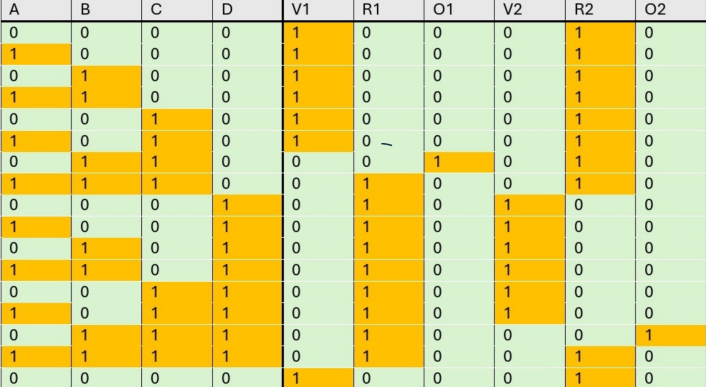 A B C D V1 R1 O1 V2 R2 O2
0 0 0 0 1 0 0 0 1 0
1 0 0 0 1 0 0 0 1 0
0 1 0 0 1 0 0 0 1 0
1 1 0 0 1 0 0 0 1 0
0 0 1 0 1 0 0 0 1 0
1 0 1 0 1 0 0 0 1 0
0 1 1 0 0 0 1 0 1 0
1 1 1 0 0 1 0 0 1 0
0 0 0 1 0 1 0 1 0 0
1 0 0 1 0 1 0 1 0 0
0 1 0 1 0 1 0 1 0 0
1 1 0 1 0 1 0 1 0 0
0 0 1 1 0 1 0 1 0 0
1 0 1 1 0 1 0 1 0 0
0 1 1 1 0 1 0 0 0 1
1 1 1 1 0 1 0 0 1 0
0 0 0 0 1 0 0 0 1 0